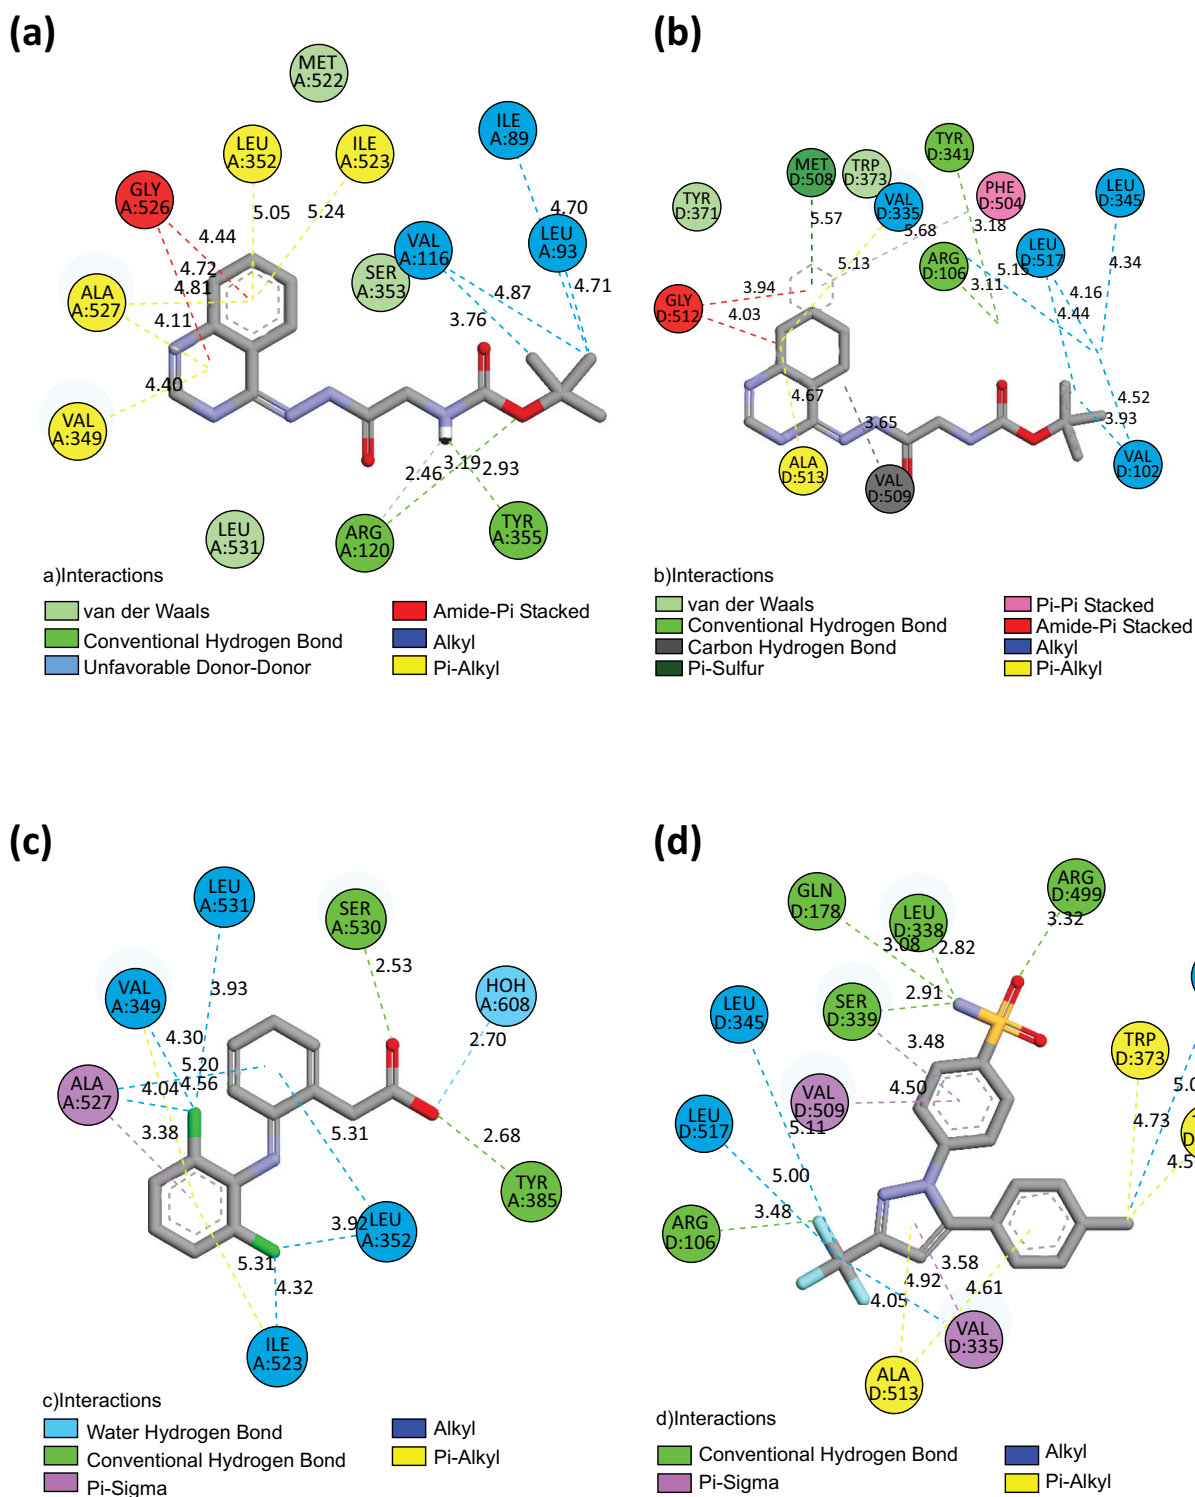 (a)
MET
A:522
LEU
A:352
ILE
A:523
ILE
A:89
GLY
A:526
5.05
5.24
4.70
4.44
VAL
A:116
LEU
A:93
4.72
SER
A:353
4.81
ALA
A:527
4.87
4.71
4.11
3.76
4.40
VAL
A:349
2.46
3.19
2.93
LEU
A:531
ARG
A:120
TYR
A:355
a)Interactions
van der Waals
Conventional Hydrogen Bond
Unfavorable Donor-Donor
Amide-Pi Stacked
Alkyl
Pi-Alkyl
(b)
TYR
D:341
MET
D:508
TRP
D:373
TYR
D:371
VAL
D:335
PHE
D:504
LEU
D:345
5.57
5.68
3.18
ARG
D:106
LEU
D:517
5.13
5.15
4.34
3.94
3.11
4.16
GLY
D:512
4.03
4.44
4.67
4.52
3.65
3.93
ALA
D:513
VAL
D:509
VAL
D:102
b)Interactions
van der Waals
Conventional Hydrogen Bond
Carbon Hydrogen Bond
Pi-Sulfur
Pi-Pi Stacked
Amide-Pi Stacked
Alkyl
Pi-Alkyl
(c)
LEU
A:531
SER
A:530
2.53
VAL
A:349
3.93
HOH
A:608
4.30
2.70
5.20
ALA
A:527
4.04
4.56
3.38
5.31
2.68
TYR
A:385
3.92
LEU
A:352
5.31
4.32
ILE
A:523
c)Interactions
Water Hydrogen Bond
Conventional Hydrogen Bond
Pi-Sigma
Alkyl
Pi-Alkyl
(d)
GLN
D:178
LEU
D:338
ARG
D:499
3.32
3.08
2.82
LEU
D:345
SER
D:339
2.91
3.48
TRP
D:373
VAL
D:509
4.50
5.0
LEU
D:517
5.11
4.73
T
D:
4.5
5.00
ARG
D:106
3.48
3.58
4.92
4.61
4.05
VAL
D:335
ALA
D:513
d)Interactions
Conventional Hydrogen Bond
Pi-Sigma
Alkyl
Pi-Alkyl